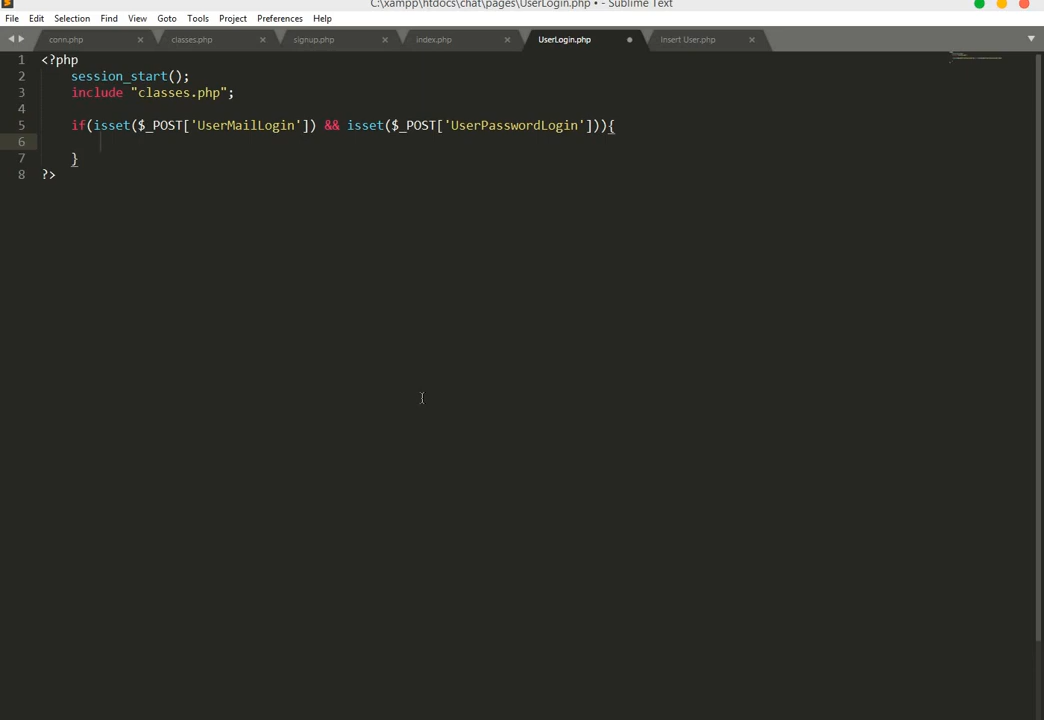 C:\xampp\htdocs\chat\pages\UserLogin.php • - Sublime Text
File Edit Selection Find View Goto Tools Project Preferences Help
conn.php classes.php signup.php index.php UserLogin.php Insert User.php
1 <?php
2 session_start();
3 include "classes.php";
4
5 if(isset($_POST['UserMailLogin']) && isset($_POST['UserPasswordLogin'])){
6
7 }
8 ?>